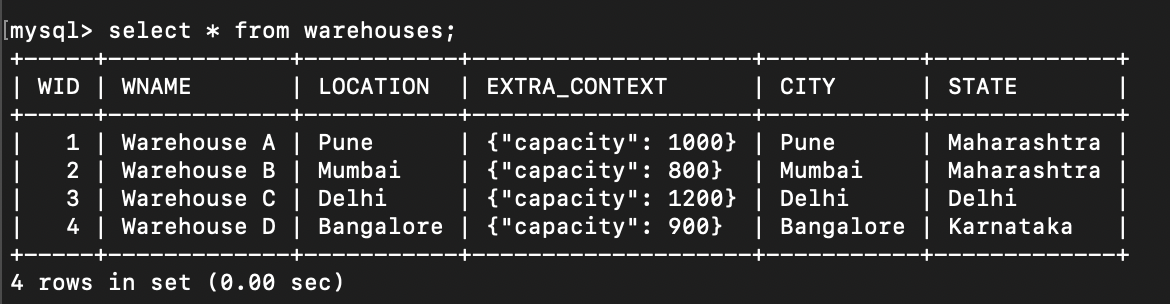 mysql> select * from warehouses;
+-----+-------------+-----------+--------------------+-----------+-------------+
| WID | WNAME       | LOCATION  | EXTRA_CONTEXT      | CITY      | STATE       |
+-----+-------------+-----------+--------------------+-----------+-------------+
|   1 | Warehouse A | Pune      | {"capacity": 1000} | Pune      | Maharashtra |
|   2 | Warehouse B | Mumbai    | {"capacity": 800}  | Mumbai    | Maharashtra |
|   3 | Warehouse C | Delhi     | {"capacity": 1200} | Delhi     | Delhi       |
|   4 | Warehouse D | Bangalore | {"capacity": 900}  | Bangalore | Karnataka   |
+-----+-------------+-----------+--------------------+-----------+-------------+
4 rows in set (0.00 sec)